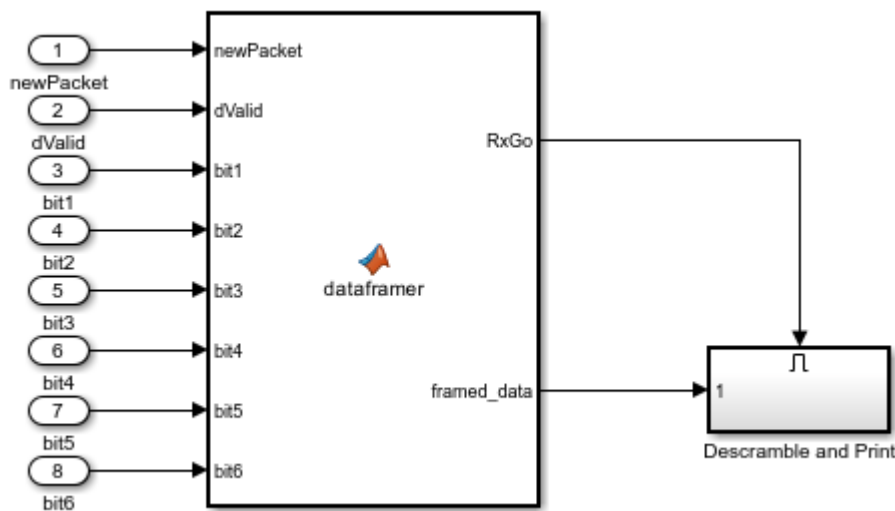 1
newPacket
newPacket
2
dValid
dValid
3
bit1
bit1
RxGo
4
bit2
bit2
5
bit3
bit3
dataframer
6
bit4
bit4
7
bit5
bit5
framed_data
1
8
bit6
bit6
Descramble and Print